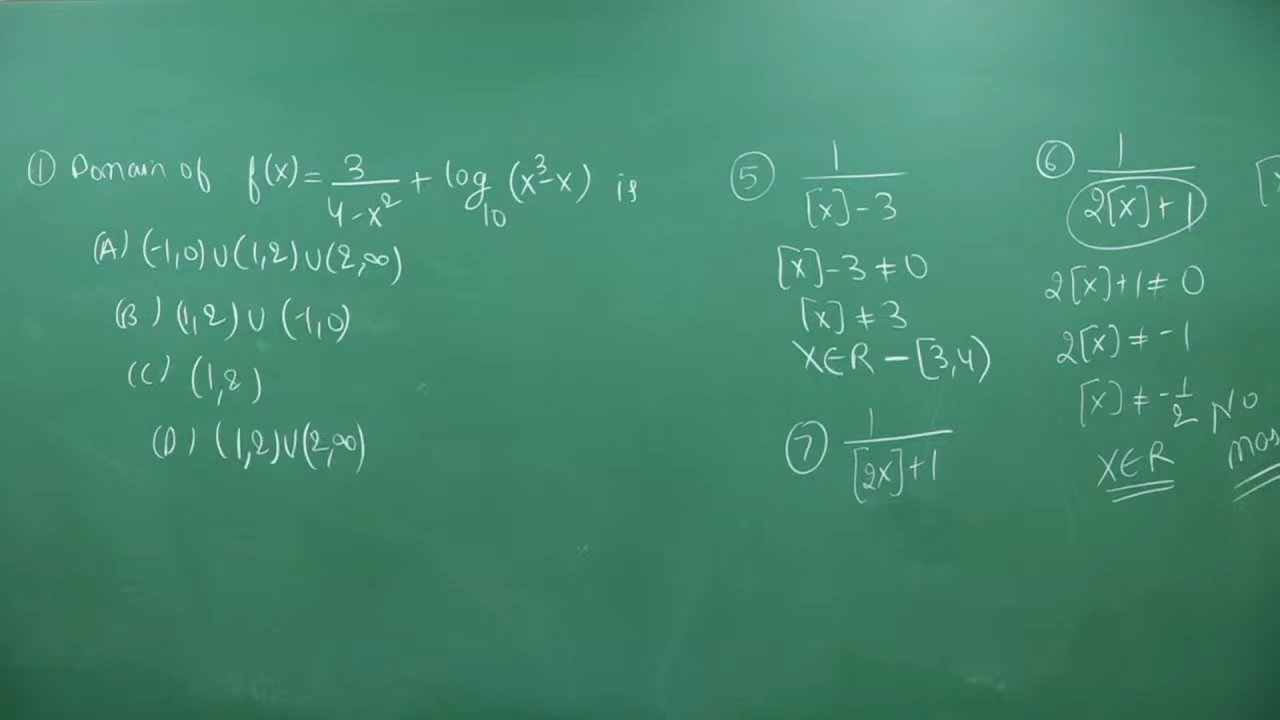 ① Domain of f(x) = 3/(4-x²) + log₁₀(x³-x) is
(A) (-1,0)∪(1,2)∪(2,∞)
(B) (1,2)∪(-1,0)
(C) (1,2)
(D) (1,2)∪(2,∞)
⑤ 1/([x]-3)
[x]-3≠0
[x]≠3
x∈R-[3,4)
⑦ 1/([2x]+1)
⑥ 1/(2[x]+1)
2[x]+1≠0
2[x]≠-1
[x]≠-1/2 No
x∈R